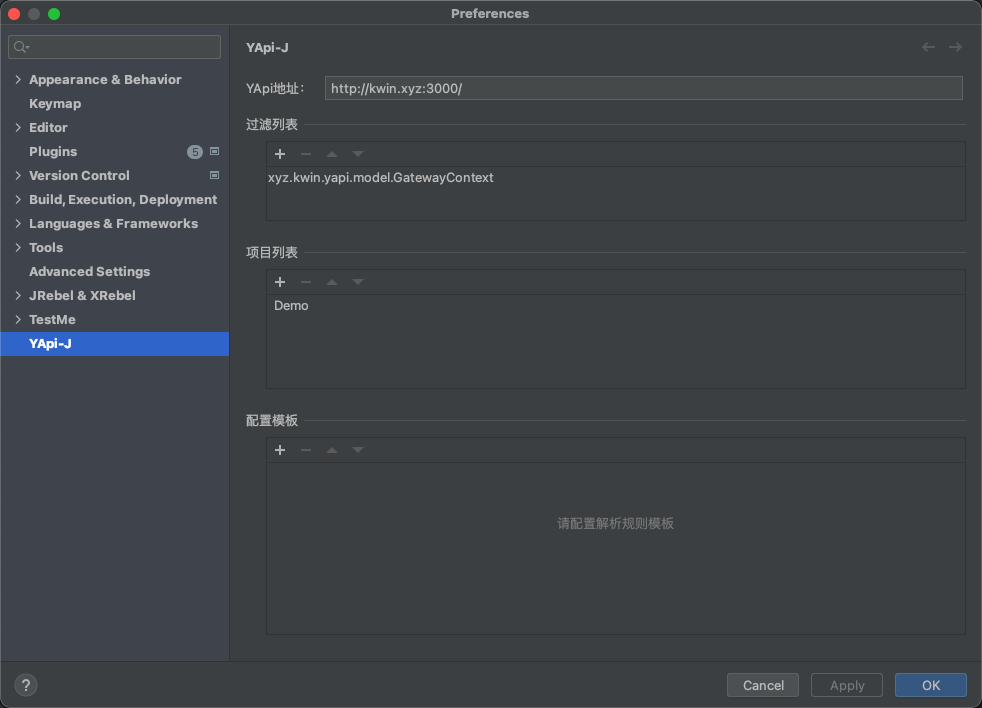 Preferences
Appearance & Behavior
Keymap
Editor
Plugins 5
Version Control
Build, Execution, Deployment
Languages & Frameworks
Tools
Advanced Settings
JRebel & XRebel
TestMe
YApi-J
YApi-J
YApi地址： http://kwin.xyz:3000/
过滤列表
xyz.kwin.yapi.model.GatewayContext
项目列表
Demo
配置模板
请配置解析规则模板
?
Cancel Apply OK